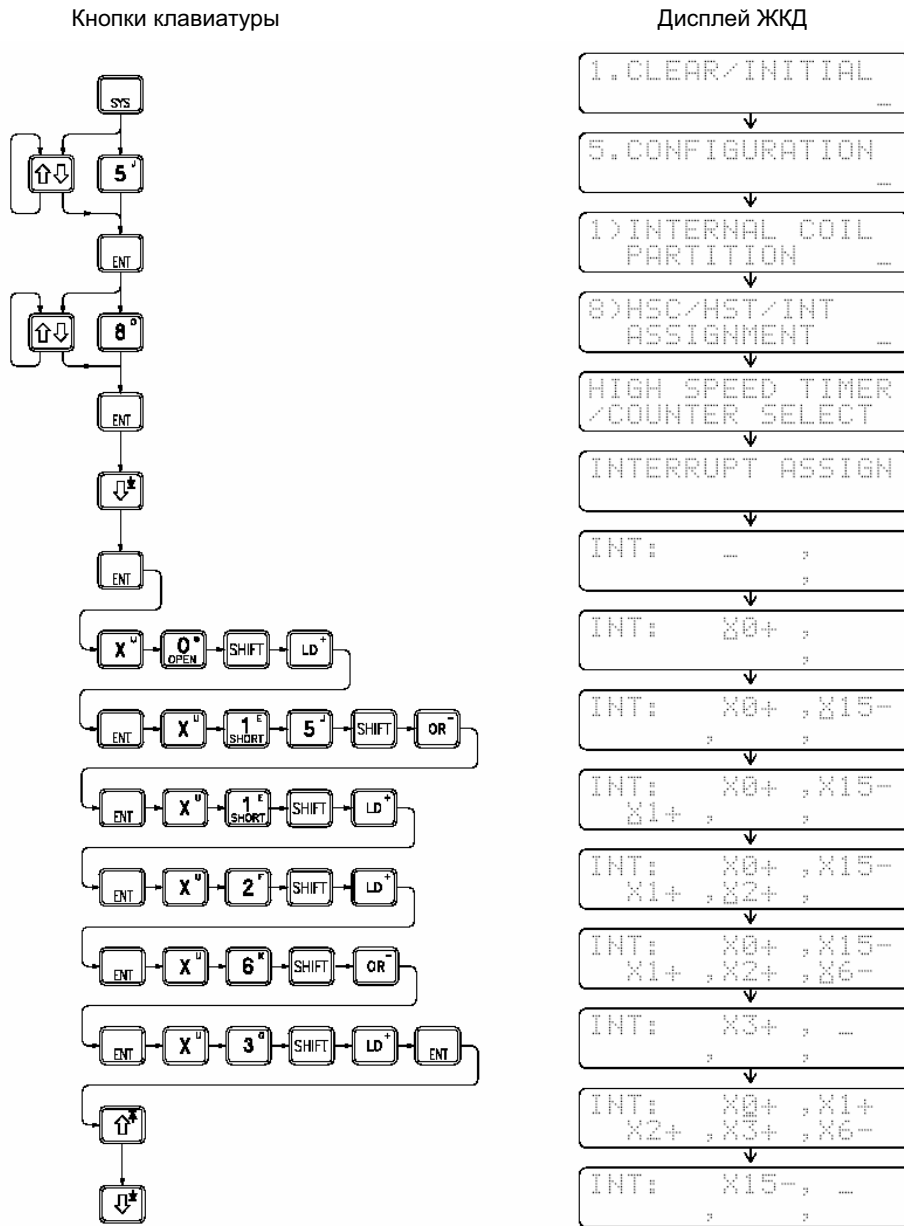 Кнопки клавиатуры
Дисплей ЖКД
SYS
5 J
ENT
8 O
ENT
ENT
X U 0 OPEN SHIFT LD +
ENT X U 1 E SHORT 5 J SHIFT OR -
ENT X U 1 E SHORT SHIFT LD +
ENT X U 2 F SHIFT LD +
ENT X U 6 K SHIFT OR -
ENT X U 3 G SHIFT LD + ENT
1.CLEAR/INITIAL
_
5.CONFIGURATION
_
1)INTERNAL COIL
PARTITION _
8)HSC/HST/INT
ASSIGNMENT _
HIGH SPEED TIMER
/COUNTER SELECT
INTERRUPT ASSIGN
INT: _ ,
,
INT: X0+ ,
,
INT: X0+ ,X15-
, ,
INT: X0+ ,X15-
X1+ , ,
INT: X0+ ,X15-
X1+ ,X2+ ,
INT: X0+ ,X15-
X1+ ,X2+ ,X6-
INT: X3+ , _
, ,
INT: X0+ ,X1+
X2+ ,X3+ ,X6-
INT: X15-, _
, ,